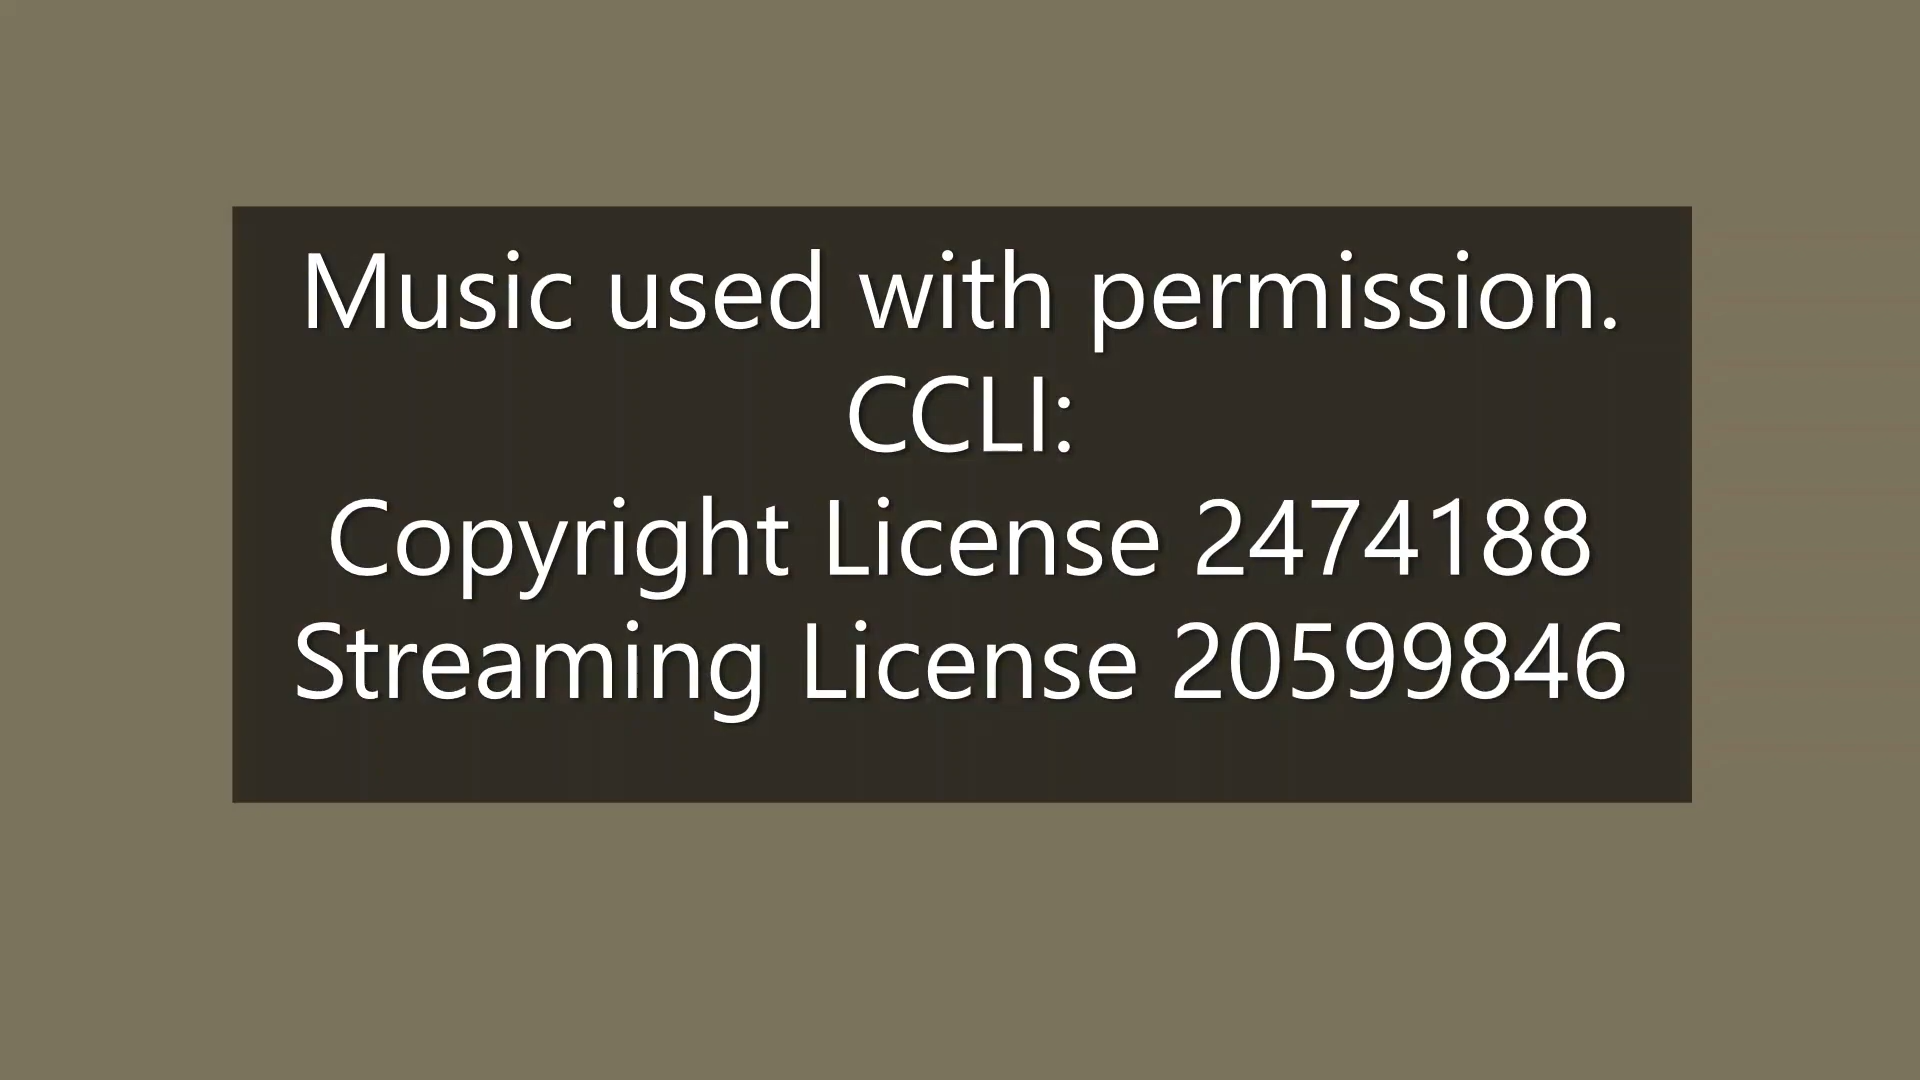 Music used with permission.
CCLI:
Copyright License 2474188
Streaming License 20599846